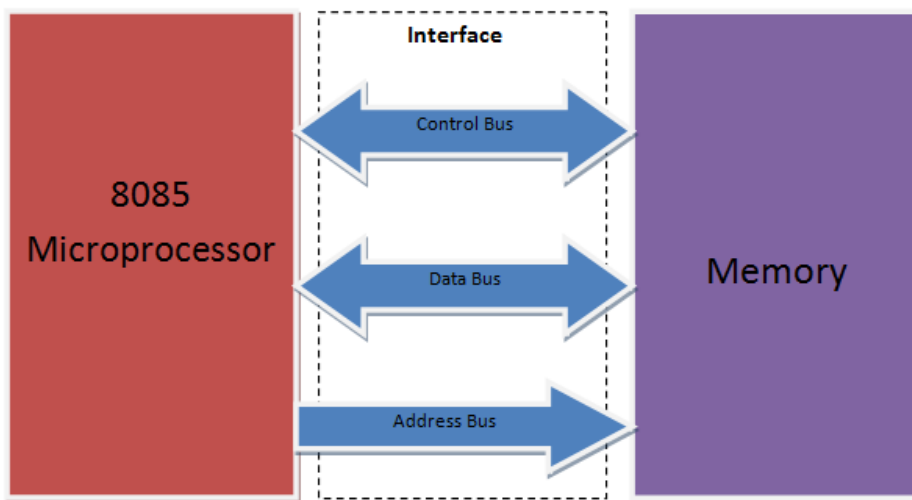 Interface
Control Bus
8085
Microprocessor
Data Bus
Memory
Address Bus